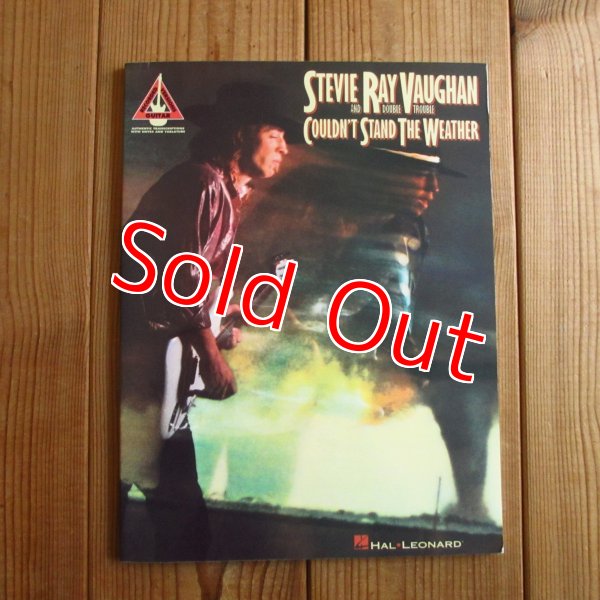 STEVIE RAY VAUGHAN
AND DOUBLE TROUBLE
COULDN'T STAND THE WEATHER
GUITAR
AUTHENTIC TRANSCRIPTIONS
WITH NOTES AND TABLATURE
Sold Out
HAL•LEONARD